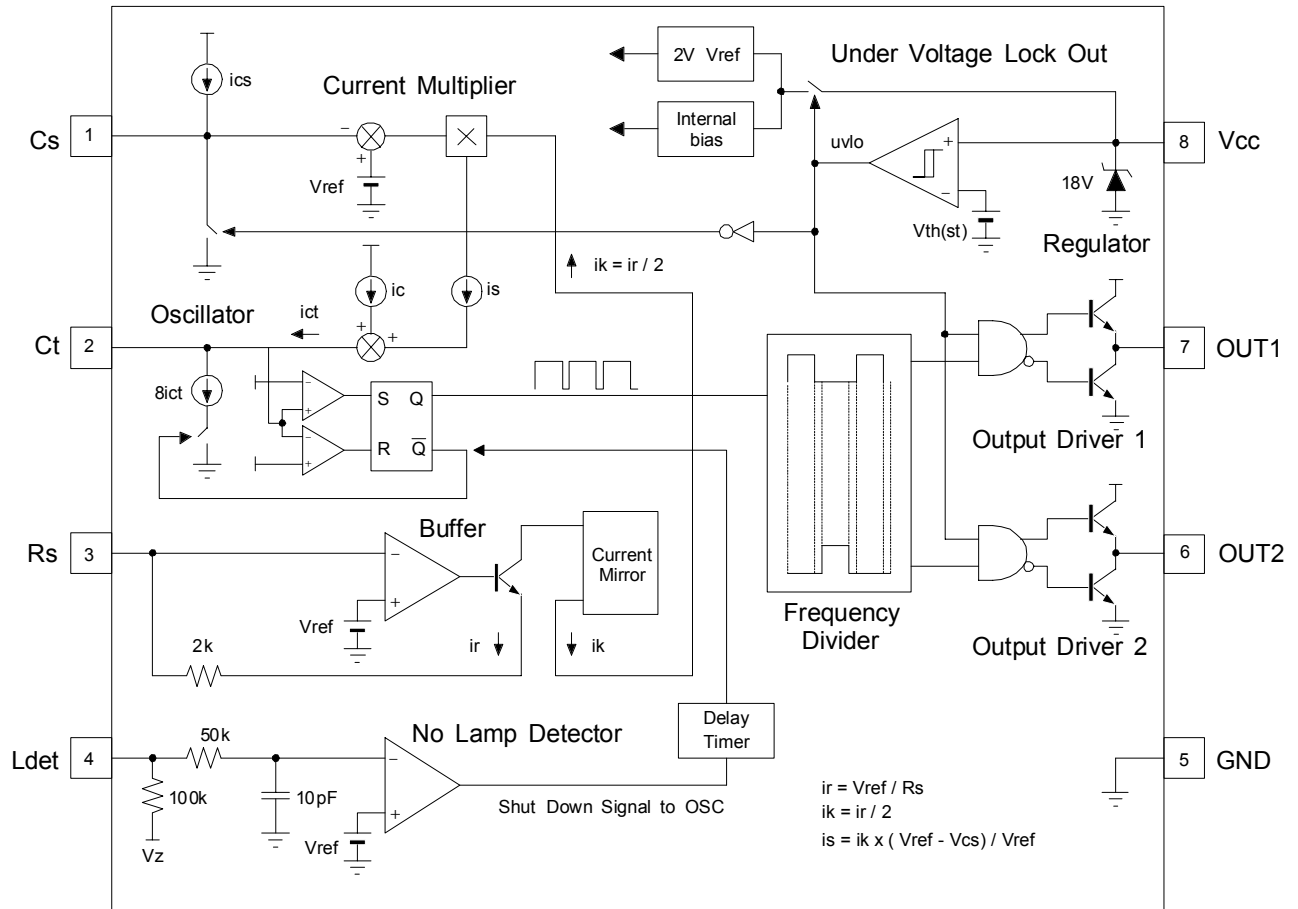 2V Vref
Under Voltage Lock Out
ics
Current Multiplier
Internal
bias
Cs
1
−
×
+
Vref
uvlo
+
−
8
Vcc
18V
Vth(st)
Regulator
ik = ir / 2
ic
is
Oscillator
ict
+
+
Ct
2
8ict
−
+
−
+
S
Q
R
Q̅
7
OUT1
Output Driver 1
Rs
3
Buffer
−
+
Vref
Current
Mirror
ir
ik
2k
Frequency
Divider
6
OUT2
Output Driver 2
No Lamp Detector
Delay
Timer
Ldet
4
50k
100k
10pF
Vz
−
+
Vref
Shut Down Signal to OSC
5
GND
ir = Vref / Rs
ik = ir / 2
is = ik x ( Vref - Vcs) / Vref